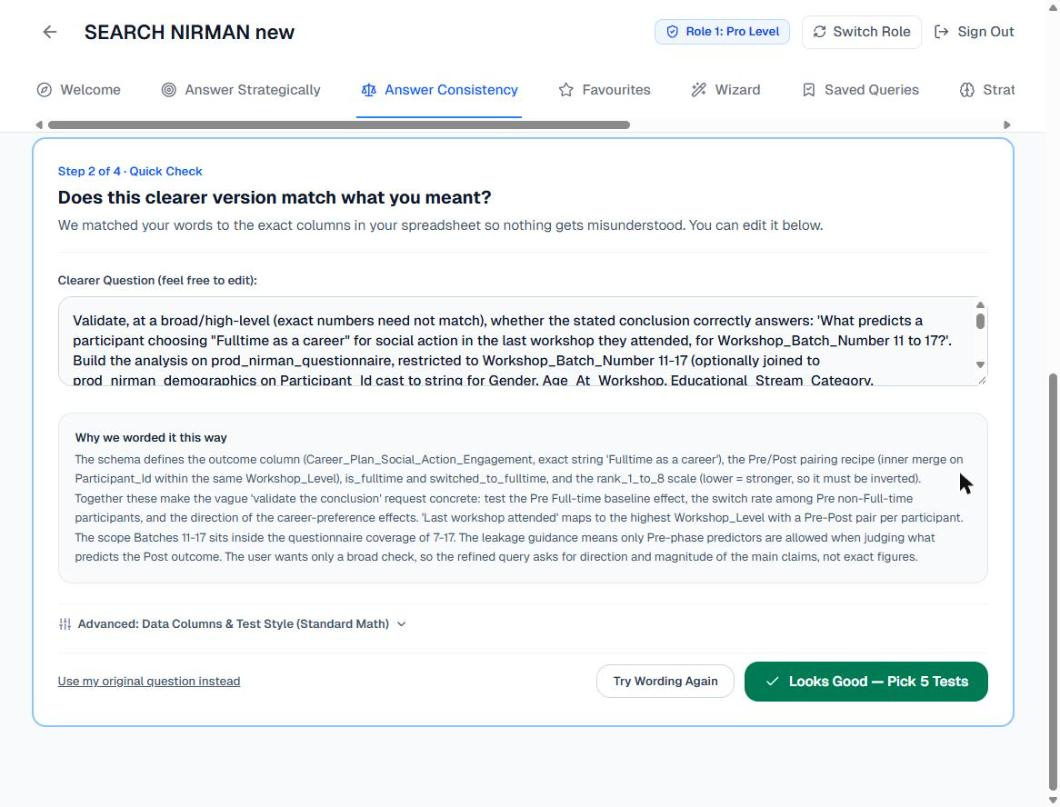 SEARCH NIRMAN new
Role 1: Pro Level
Switch Role
Sign Out
Welcome
Answer Strategically
Answer Consistency
Favourites
Wizard
Saved Queries
Strat
Step 2 of 4 · Quick Check
Does this clearer version match what you meant?
We matched your words to the exact columns in your spreadsheet so nothing gets misunderstood. You can edit it below.
Clearer Question (feel free to edit):
Validate, at a broad/high-level (exact numbers need not match), whether the stated conclusion correctly answers: 'What predicts a
participant choosing "Fulltime as a career" for social action in the last workshop they attended, for Workshop_Batch_Number 11 to 17?'.
Build the analysis on prod_nirman_questionnaire, restricted to Workshop_Batch_Number 11-17 (optionally joined to
prod_nirman_demographics on Participant_Id cast to string for Gender, Age_At_Workshop, Educational_Stream_Category,
Why we worded it this way
The schema defines the outcome column (Career_Plan_Social_Action_Engagement, exact string 'Fulltime as a career'), the Pre/Post pairing recipe (inner merge on
Participant_Id within the same Workshop_Level), is_fulltime and switched_to_fulltime, and the rank_1_to_8 scale (lower = stronger, so it must be inverted).
Together these make the vague 'validate the conclusion' request concrete: test the Pre Full-time baseline effect, the switch rate among Pre non-Full-time
participants, and the direction of the career-preference effects. 'Last workshop attended' maps to the highest Workshop_Level with a Pre-Post pair per participant.
The scope Batches 11-17 sits inside the questionnaire coverage of 7-17. The leakage guidance means only Pre-phase predictors are allowed when judging what
predicts the Post outcome. The user wants only a broad check, so the refined query asks for direction and magnitude of the main claims, not exact figures.
Advanced: Data Columns & Test Style (Standard Math)
Use my original question instead
Try Wording Again
Looks Good — Pick 5 Tests